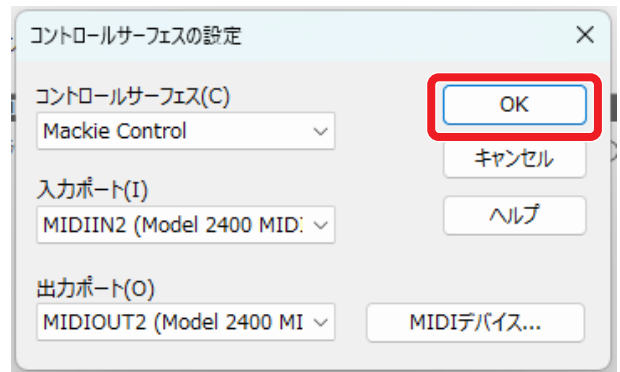 コントロールサーフェスの設定
コントロールサーフェス(C)
Mackie Control
OK
キャンセル
入力ポート(I)
MIDIIN2 (Model 2400 MID:
ヘルプ
出力ポート(O)
MIDIOUT2 (Model 2400 MI
MIDIデバイス...